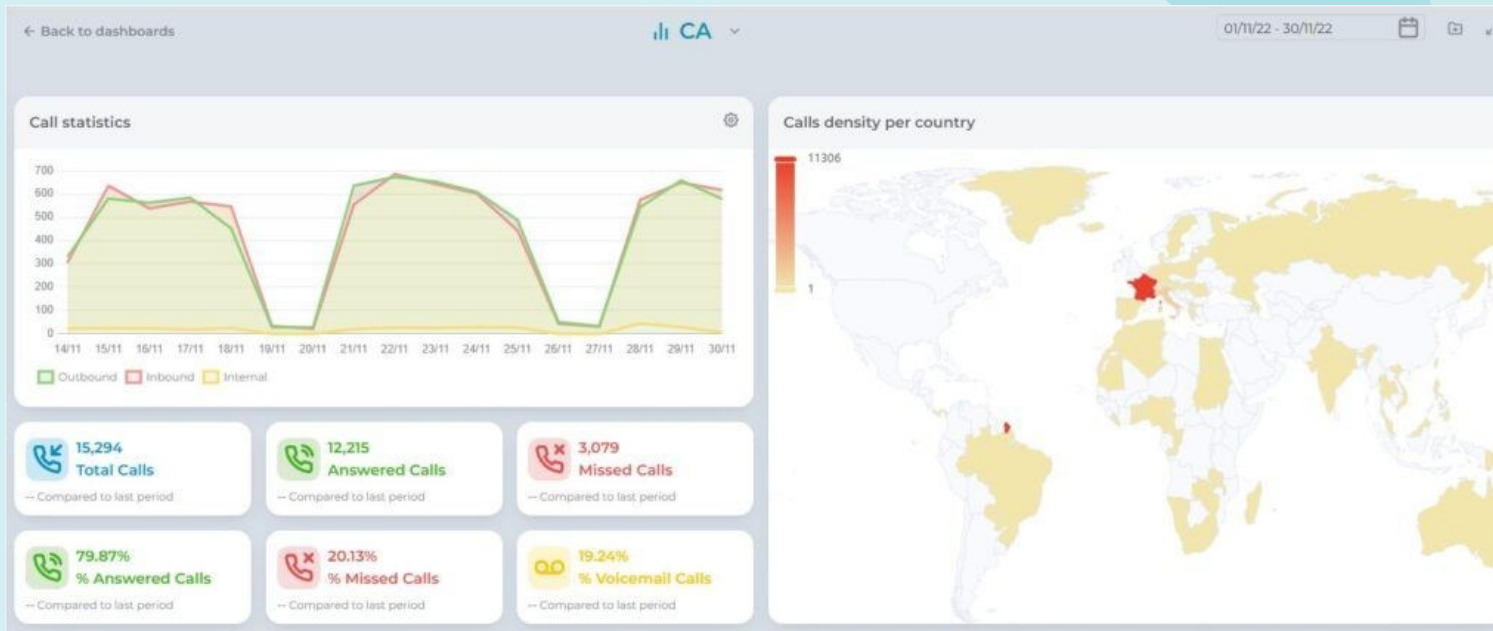 ← Back to dashboards
CA
01/11/22 - 30/11/22
Call statistics
700
600
500
400
300
200
100
0
14/11 15/11 16/11 17/11 18/11 19/11 20/11 21/11 22/11 23/11 24/11 25/11 26/11 27/11 28/11 29/11 30/11
Outbound Inbound Internal
Calls density per country
11306
1
15,294
Total Calls
-- Compared to last period
12,215
Answered Calls
-- Compared to last period
3,079
Missed Calls
-- Compared to last period
79.87%
% Answered Calls
-- Compared to last period
20.13%
% Missed Calls
-- Compared to last period
19.24%
% Voicemail Calls
-- Compared to last period